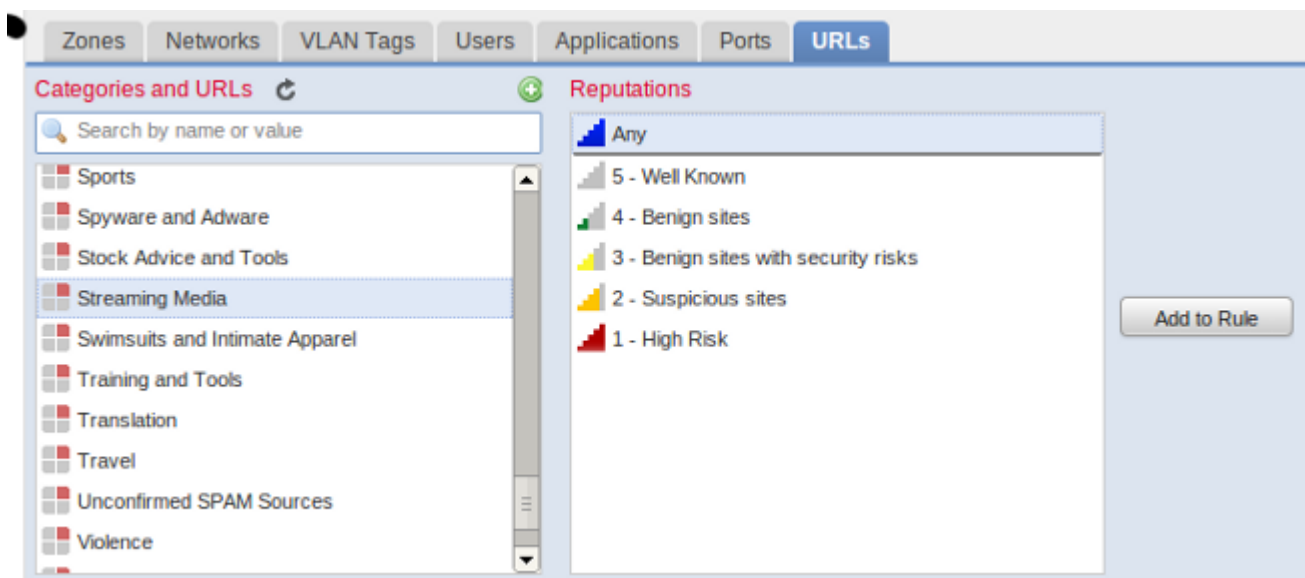 Zones Networks VLAN Tags Users Applications Ports URLs
Categories and URLs
Search by name or value
Sports
Spyware and Adware
Stock Advice and Tools
Streaming Media
Swimsuits and Intimate Apparel
Training and Tools
Translation
Travel
Unconfirmed SPAM Sources
Violence
Reputations
Any
5 - Well Known
4 - Benign sites
3 - Benign sites with security risks
2 - Suspicious sites
1 - High Risk
Add to Rule